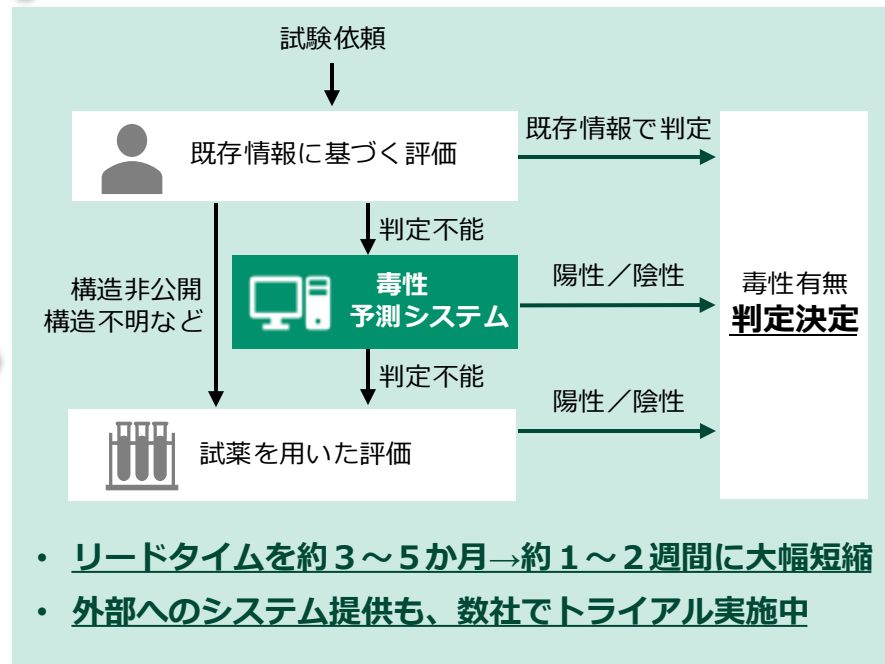 試験依頼
既存情報に基づく評価
既存情報で判定
判定不能
構造非公開
構造不明など
毒性
予測システム
陽性／陰性
毒性有無
判定決定
判定不能
陽性／陰性
試薬を用いた評価
• リードタイムを約３～５か月→約１～２週間に大幅短縮
• 外部へのシステム提供も、数社でトライアル実施中